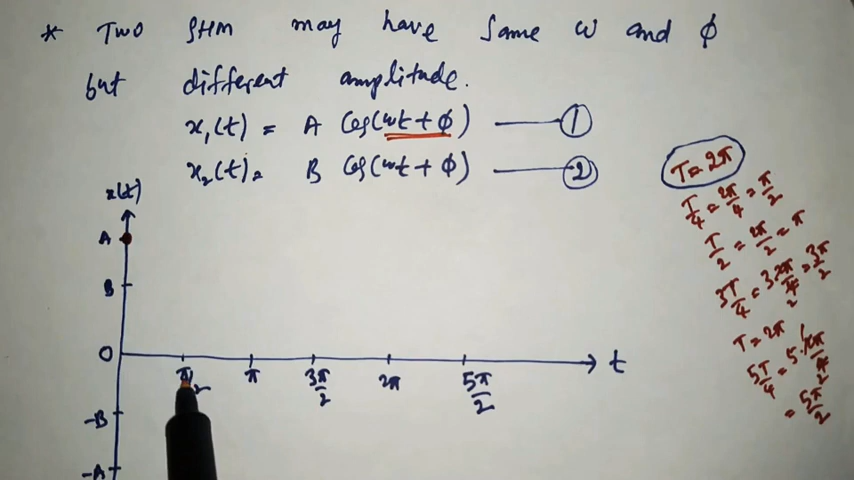 * Two SHM may have same ω and φ
but different amplitude.
x₁(t) = A Cos(ωt + φ) ——— ①
x₂(t) = B Cos(ωt + φ) ——— ②
x(t)
A
B
O
-B
-A
π/2 π 3π/2 2π 5π/2 t
T = 2π
T/4 = 2π/4 = π/2
T/2 = 2π/2 = π
3T/4 = 3·2π/4 = 3π/2
T = 2π
5T/4 = 5·2π/4
= 5π/2